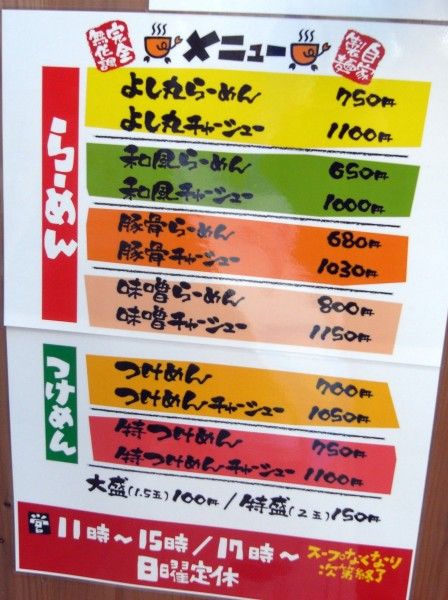 完全無化調
メニュー
自家製麺
らーめん
よし丸らーめん 750円
よし丸チャーシュー 1100円
和風らーめん 650円
和風チャーシュー 1000円
豚骨らーめん 680円
豚骨チャーシュー 1030円
味噌らーめん 800円
味噌チャーシュー 1150円
つけめん
つけめん 700円
つけめんチャーシュー 1050円
特つけめん 750円
特つけめんチャーシュー 1100円
大盛(1.5玉)100円/特盛(2玉)150円
11時～15時/17時～
スープなくなり
次第終了
日曜定休